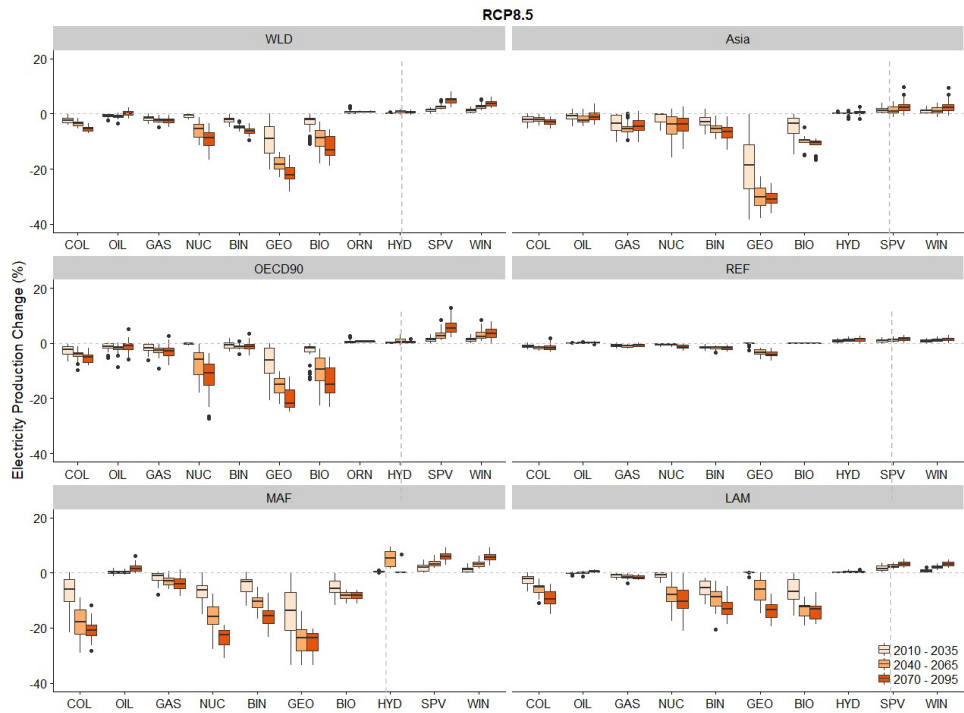 RCP8.5
WLD
Asia
20
0
-20
-40
COL OIL GAS NUC BIN GEO BIO ORN HYD SPV WIN
COL OIL GAS NUC BIN GEO BIO HYD SPV WIN
Electricity Production Change (%)
OECD90
REF
20
0
-20
-40
COL OIL GAS NUC BIN GEO BIO ORN HYD SPV WIN
COL OIL GAS NUC BIN GEO BIO HYD SPV WIN
MAF
LAM
20
0
-20
-40
COL OIL GAS NUC BIN GEO BIO HYD SPV WIN
COL OIL GAS NUC BIN GEO BIO HYD SPV WIN
2010 - 2035
2040 - 2065
2070 - 2095